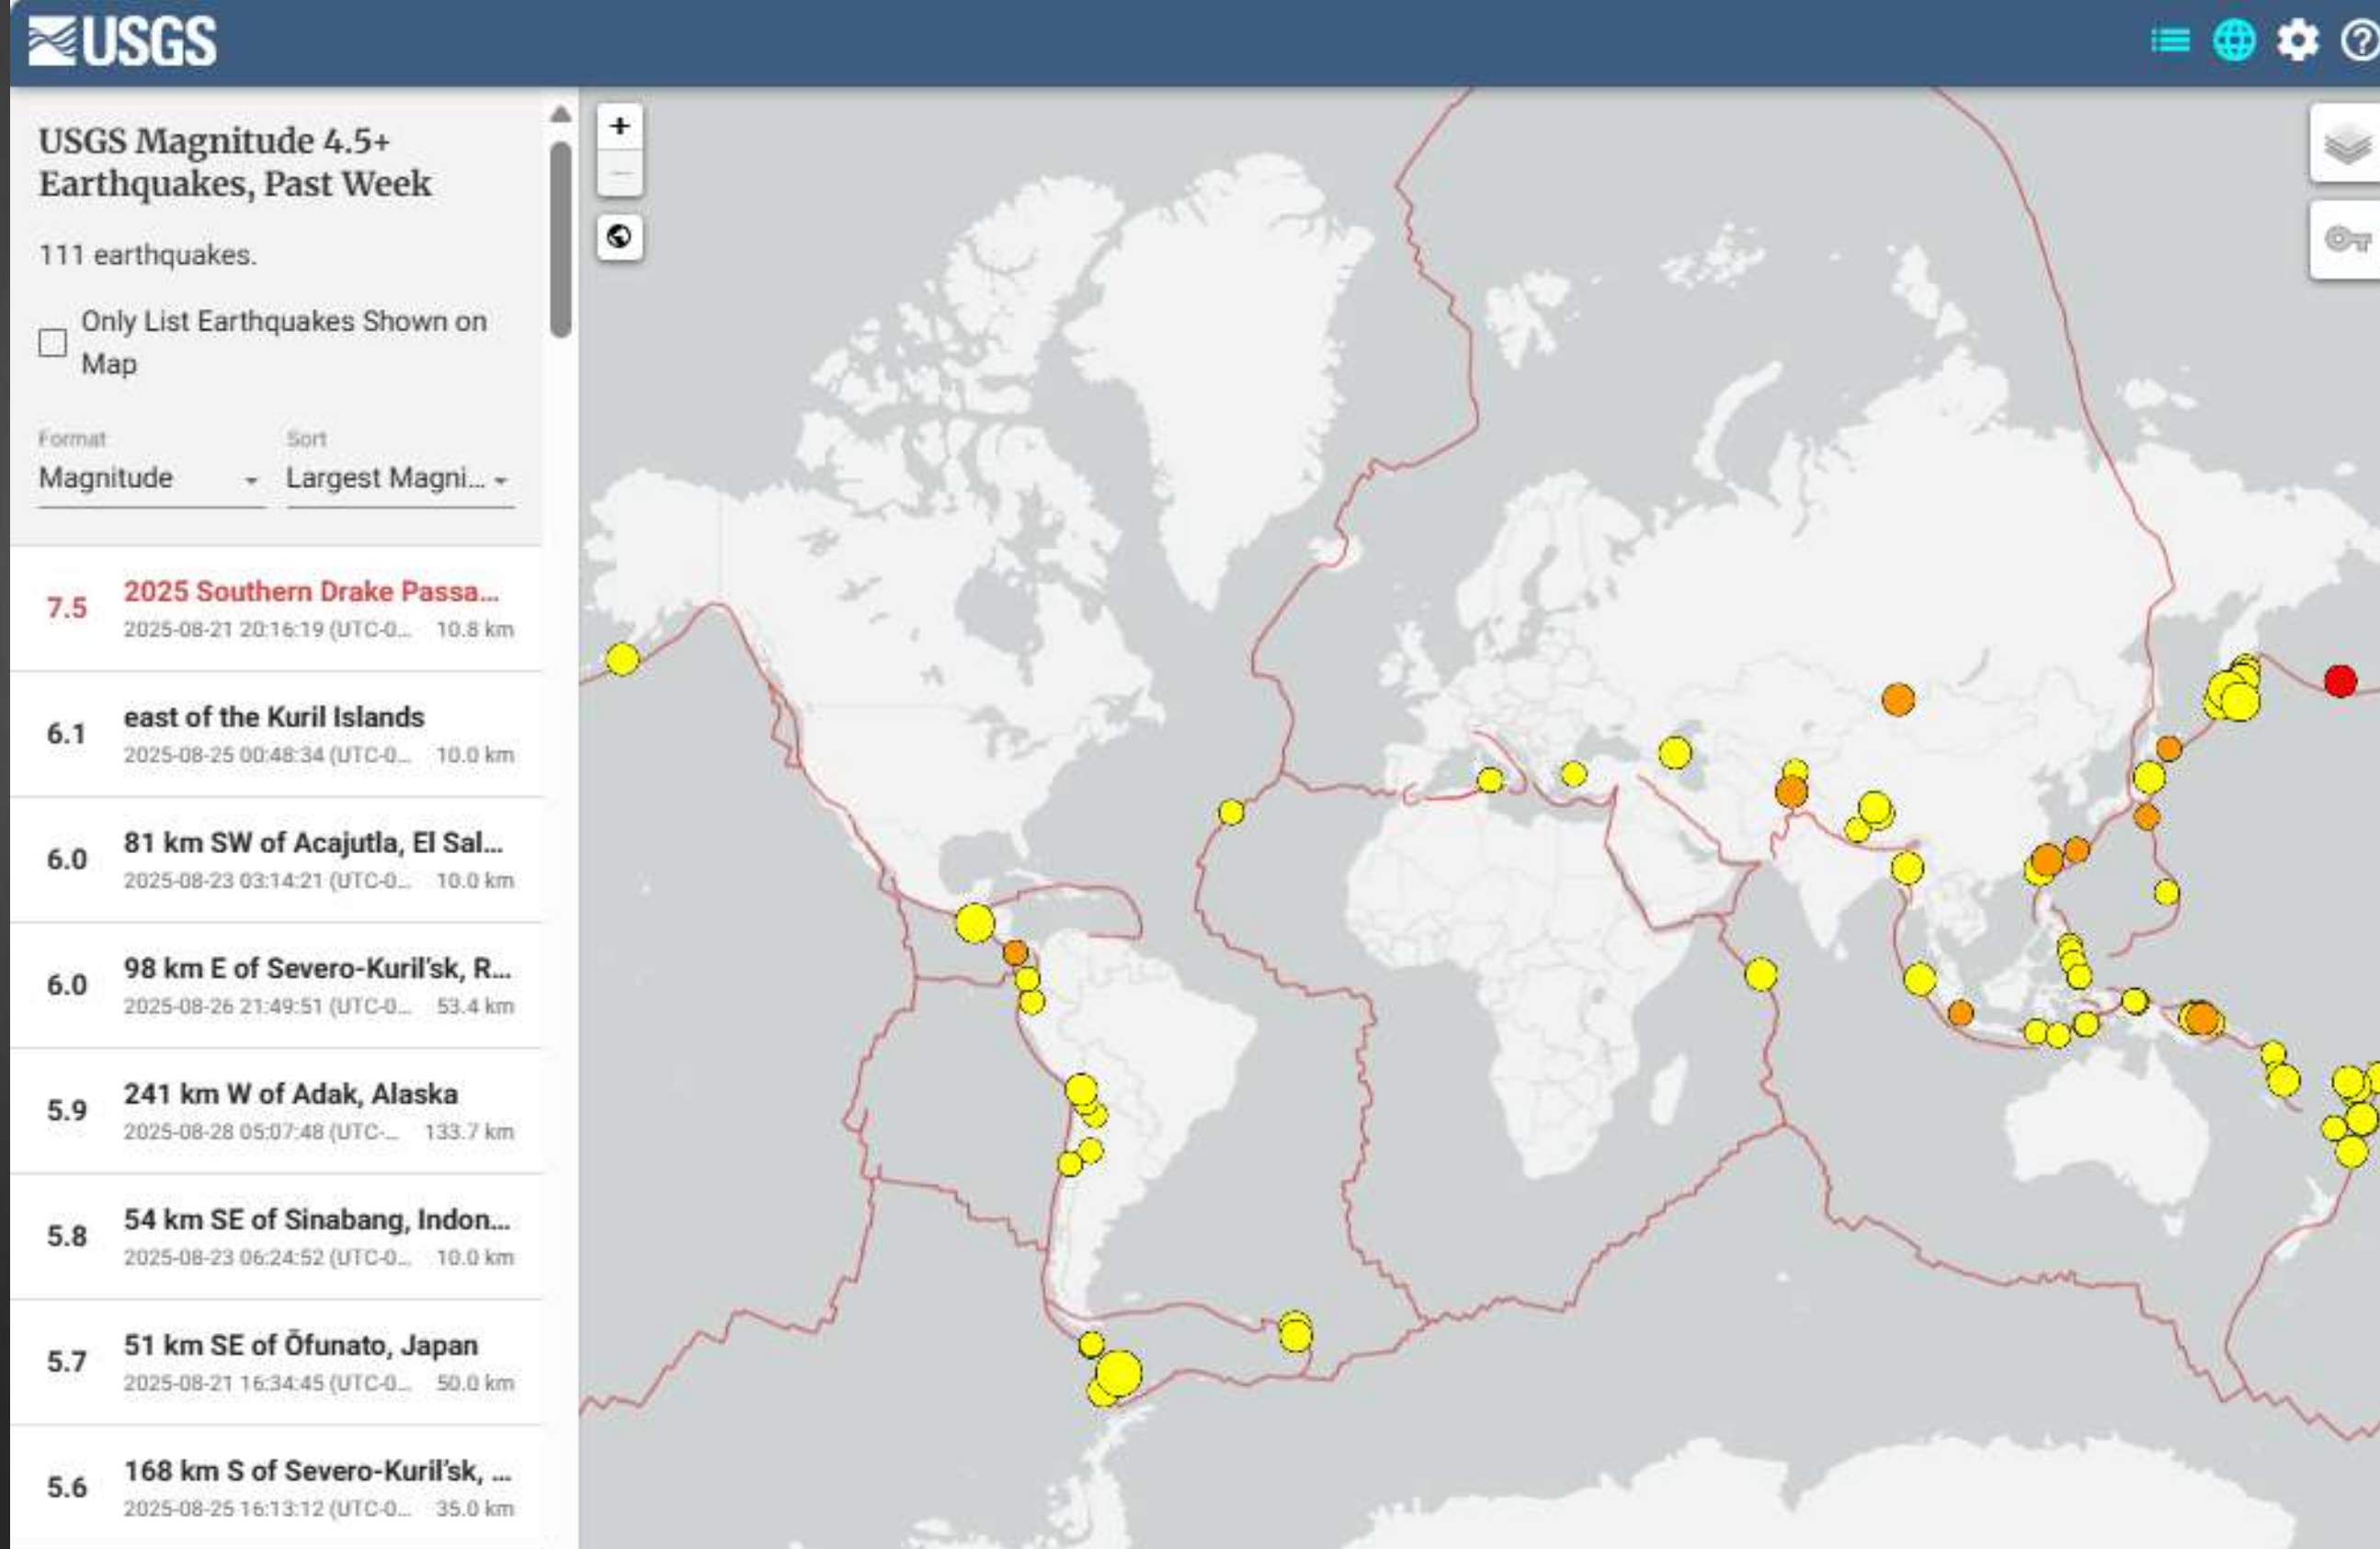 USGS
USGS Magnitude 4.5+
Earthquakes, Past Week
111 earthquakes.
Only List Earthquakes Shown on
Map
Format
Sort
Magnitude
Largest Magni...
7.5
2025 Southern Drake Passa...
2025-08-21 20:16:19 (UTC-0... 10.8 km
6.1
east of the Kuril Islands
2025-08-25 00:48:34 (UTC-0... 10.0 km
6.0
81 km SW of Acajutla, El Sal...
2025-08-23 03:14:21 (UTC-0... 10.0 km
6.0
98 km E of Severo-Kuril’sk, R...
2025-08-26 21:49:51 (UTC-0... 53.4 km
5.9
241 km W of Adak, Alaska
2025-08-28 05:07:48 (UTC-... 133.7 km
5.8
54 km SE of Sinabang, Indon...
2025-08-23 06:24:52 (UTC-0... 10.0 km
5.7
51 km SE of Ōfunato, Japan
2025-08-21 16:34:45 (UTC-0... 50.0 km
5.6
168 km S of Severo-Kuril’sk, ...
2025-08-25 16:13:12 (UTC-0... 35.0 km